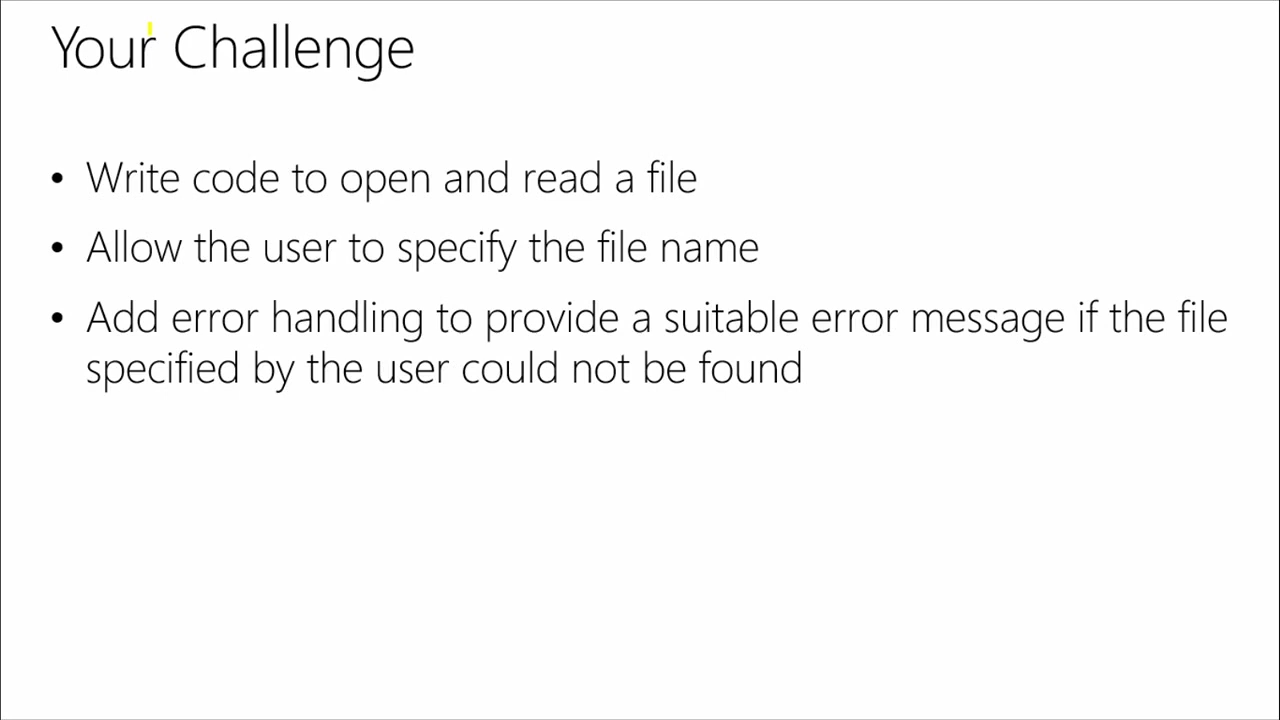 Your Challenge
• Write code to open and read a file
• Allow the user to specify the file name
• Add error handling to provide a suitable error message if the file
specified by the user could not be found